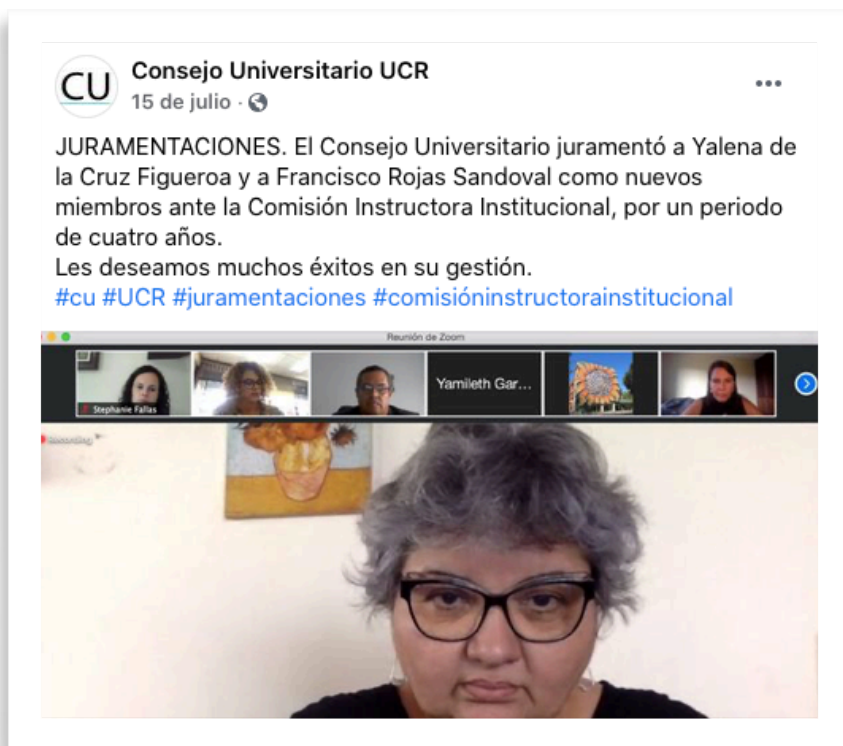 CU
Consejo Universitario UCR
15 de julio ·
JURAMENTACIONES. El Consejo Universitario juramentó a Yalena de
la Cruz Figueroa y a Francisco Rojas Sandoval como nuevos
miembros ante la Comisión Instructora Institucional, por un periodo
de cuatro años.
Les deseamos muchos éxitos en su gestión.
#cu #UCR #juramentaciones #comisióninstructorainstitucional
Reunión de Zoom
Yamileth Gar...
Stephanie Fallas
Recording